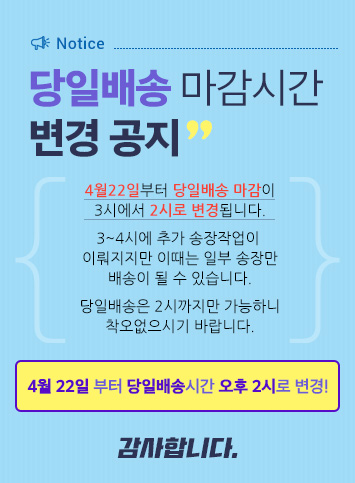 Notice
당일배송 마감시간
변경 공지”
4월22일부터 당일배송 마감이
3시에서 2시로 변경됩니다.
3~4시에 추가 송장작업이
이뤄지지만 이때는 일부 송장만
배송이 될 수 있습니다.
당일배송은 2시까지만 가능하니
착오없으시기 바랍니다.
4월 22일 부터 당일배송시간 오후 2시로 변경!
감사합니다.